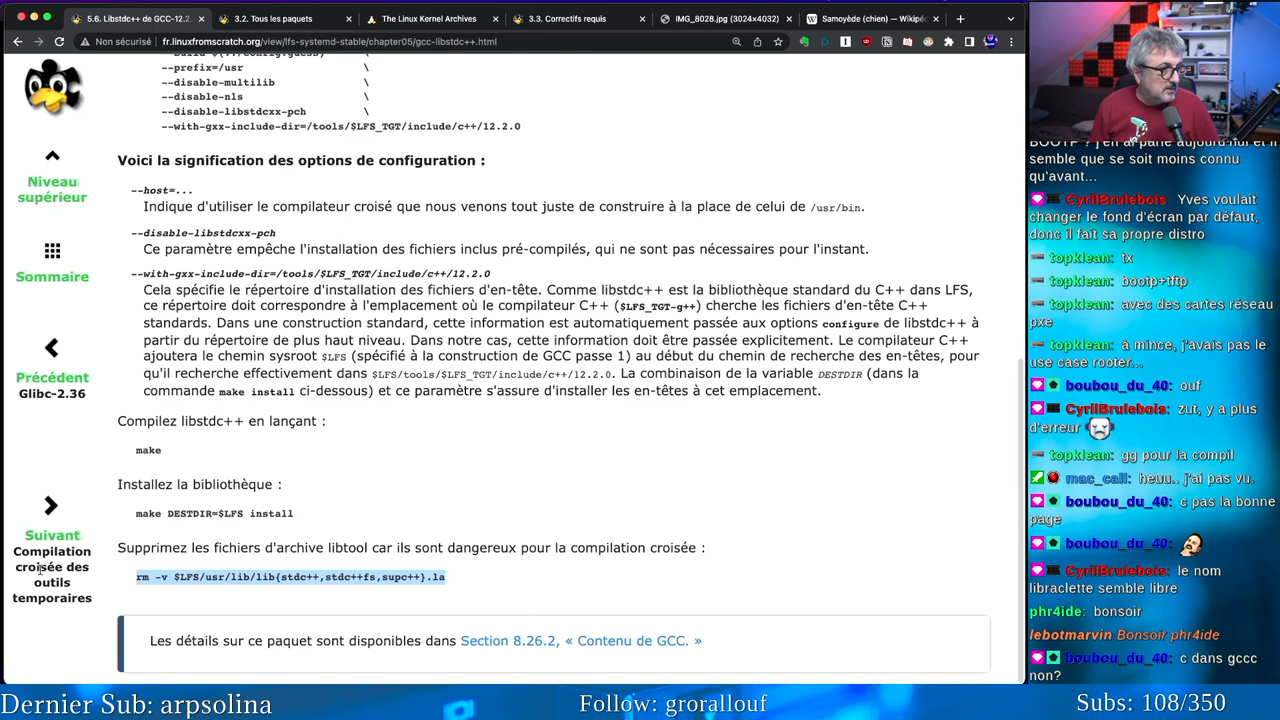 5.6. Libstdc++ de GCC-12.2
3.2. Tous les paquets
The Linux Kernel Archives
3.3. Correctifs requis
IMG_8028.jpg (3024×4032)
Samoyède (chien) — Wikipé
Non sécurisé
fr.linuxfromscratch.org/view/lfs-systemd-stable/chapter05/gcc-libstdc++.html
--prefix=/usr \
--disable-multilib \
--disable-nls \
--disable-libstdcxx-pch \
--with-gxx-include-dir=/tools/$LFS_TGT/include/c++/12.2.0
Voici la signification des options de configuration :
--host=...
Indique d'utiliser le compilateur croisé que nous venons tout juste de construire à la place de celui de /usr/bin.
--disable-libstdcxx-pch
Ce paramètre empêche l'installation des fichiers inclus pré-compilés, qui ne sont pas nécessaires pour l'instant.
--with-gxx-include-dir=/tools/$LFS_TGT/include/c++/12.2.0
Cela spécifie le répertoire d'installation des fichiers d'en-tête. Comme libstdc++ est la bibliothèque standard du C++ dans LFS,
ce répertoire doit correspondre à l'emplacement où le compilateur C++ ($LFS_TGT-g++) cherche les fichiers d'en-tête C++
standards. Dans une construction standard, cette information est automatiquement passée aux options configure de libstdc++ à
partir du répertoire de plus haut niveau. Dans notre cas, cette information doit être passée explicitement. Le compilateur C++
ajoutera le chemin sysroot $LFS (spécifié à la construction de GCC passe 1) au début du chemin de recherche des en-têtes, pour
qu'il recherche effectivement dans $LFS/tools/$LFS_TGT/include/c++/12.2.0. La combinaison de la variable DESTDIR (dans la
commande make install ci-dessous) et ce paramètre s'assure d'installer les en-têtes à cet emplacement.
Compilez libstdc++ en lançant :
make
Installez la bibliothèque :
make DESTDIR=$LFS install
Supprimez les fichiers d'archive libtool car ils sont dangereux pour la compilation croisée :
rm -v $LFS/usr/lib/lib{stdc++,stdc++fs,supc++}.la
Les détails sur ce paquet sont disponibles dans Section 8.26.2, « Contenu de GCC. »
Niveau
supérieur
Sommaire
Précédent
Glibc-2.36
Suivant
Compilation
croisée des
outils
temporaires
BOOTP ? j'en ai parlé aujourd'hui et il
semble que se soit moins connu
qu'avant...
CyrilBrulebois Yves voulait
changer le fond d'écran par défaut,
donc il fait sa propre distro
topklean: tx
topklean: bootp+tftp
topklean: avec des cartes réseau
pxe
topklean: à mince, j'avais pas le
use case rooter...
boubou_du_40: ouf
CyrilBrulebois: zut, y a plus
d'erreur
topklean: gg pour la compil
mac_call: heuu.. j'ai pas vu.
boubou_du_40: c pas la bonne
page
boubou_du_40:
CyrilBrulebois: le nom
libraclette semble libre
phr4ide: bonsoir
lebotmarvin Bonsoir phr4ide
boubou_du_40: c dans gccc
non?
Dernier Sub: arpsolina
Follow: grorallouf
Subs: 108/350